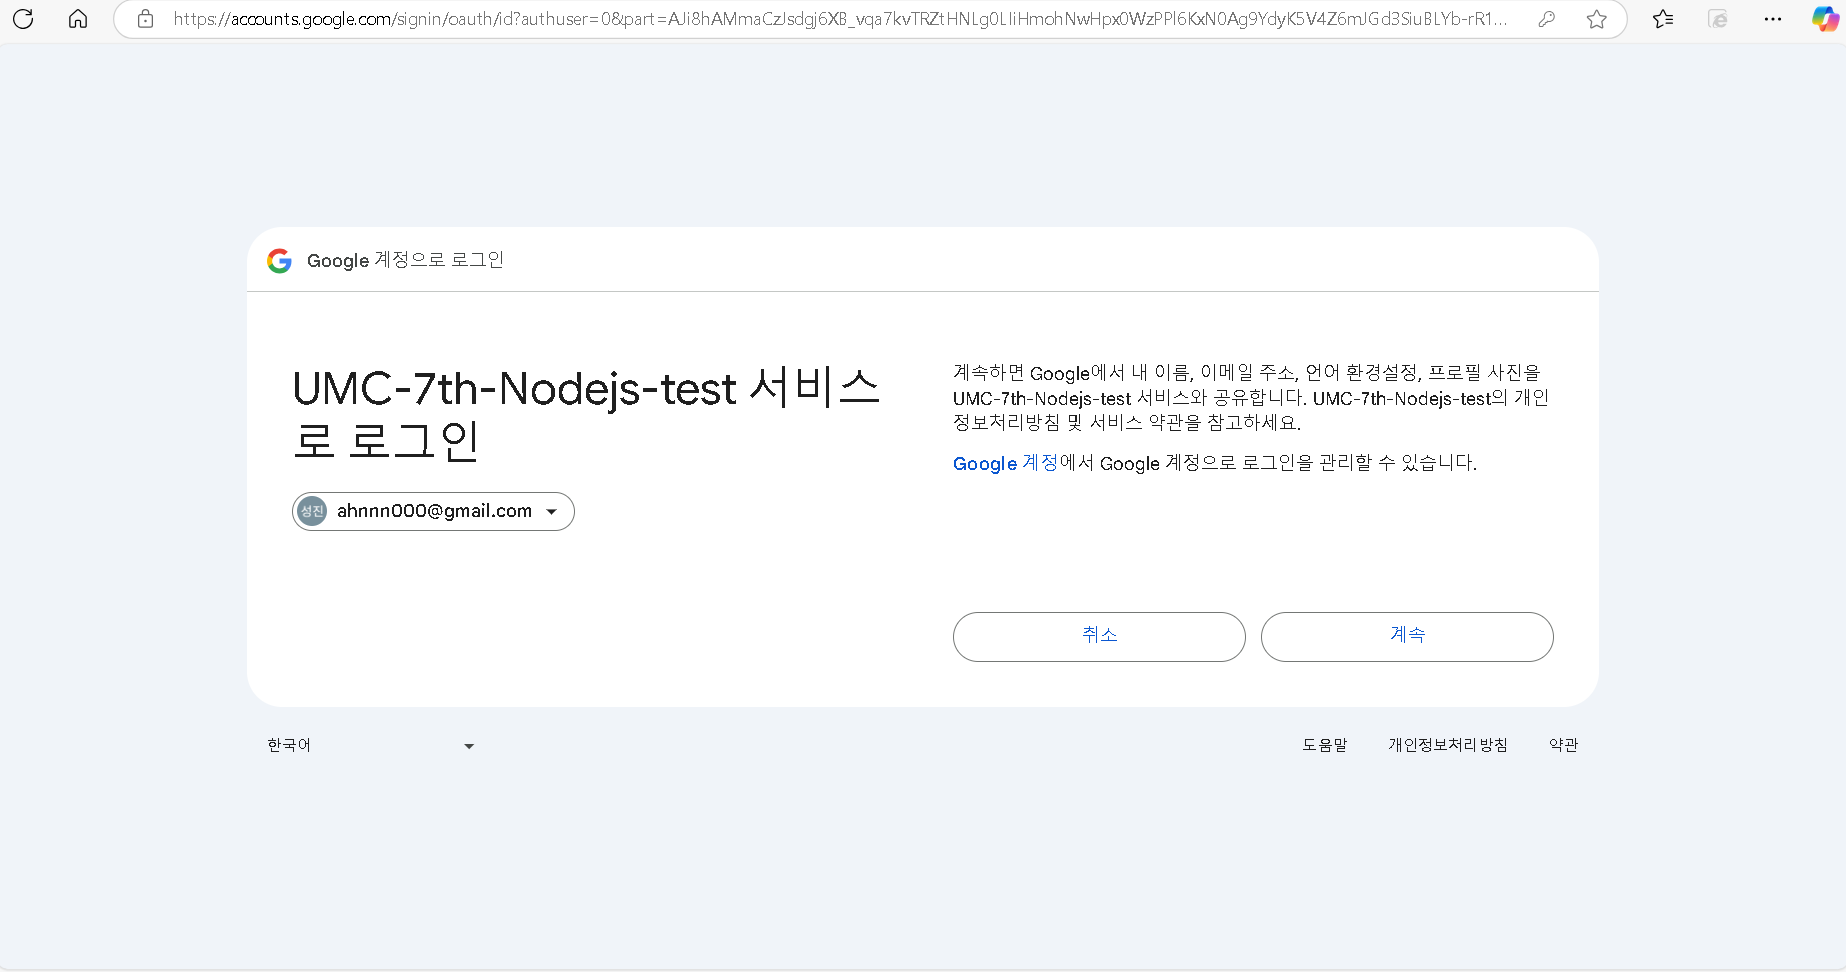 https://accounts.google.com/signin/oauth/id?authuser=0&part=AJi8hAMmaCzJsdgj6XB_vqa7kvTRZtHNLg0LIiHmohNwHpx0WzPPl6KxN0Ag9YdyK5V4Z6mJGd3SiuBLYb-rR1...
Google 계정으로 로그인
UMC-7th-Nodejs-test 서비스
로 로그인
성진 ahnnn000@gmail.com
계속하면 Google에서 내 이름, 이메일 주소, 언어 환경설정, 프로필 사진을
UMC-7th-Nodejs-test 서비스와 공유합니다. UMC-7th-Nodejs-test의 개인
정보처리방침 및 서비스 약관을 참고하세요.
Google 계정에서 Google 계정으로 로그인을 관리할 수 있습니다.
취소 계속
한국어 도움말 개인정보처리방침 약관